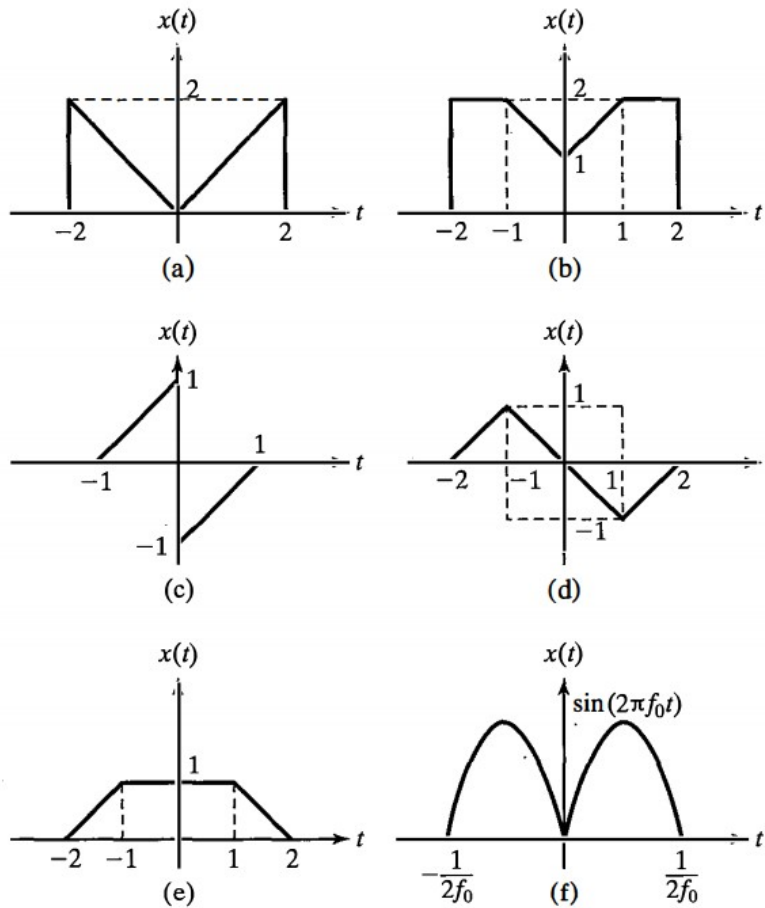 x(t) x(t)
2 2
1
t t
−2 2 −2 −1 1 2
(a) (b)
x(t) x(t)
1 1
1
t t
−1 −2 −1 1 2
−1 −1
(c) (d)
x(t) x(t)
sin (2πf₀t)
1
t t
−2 −1 1 2 −1/2f₀ 1/2f₀
(e) (f)